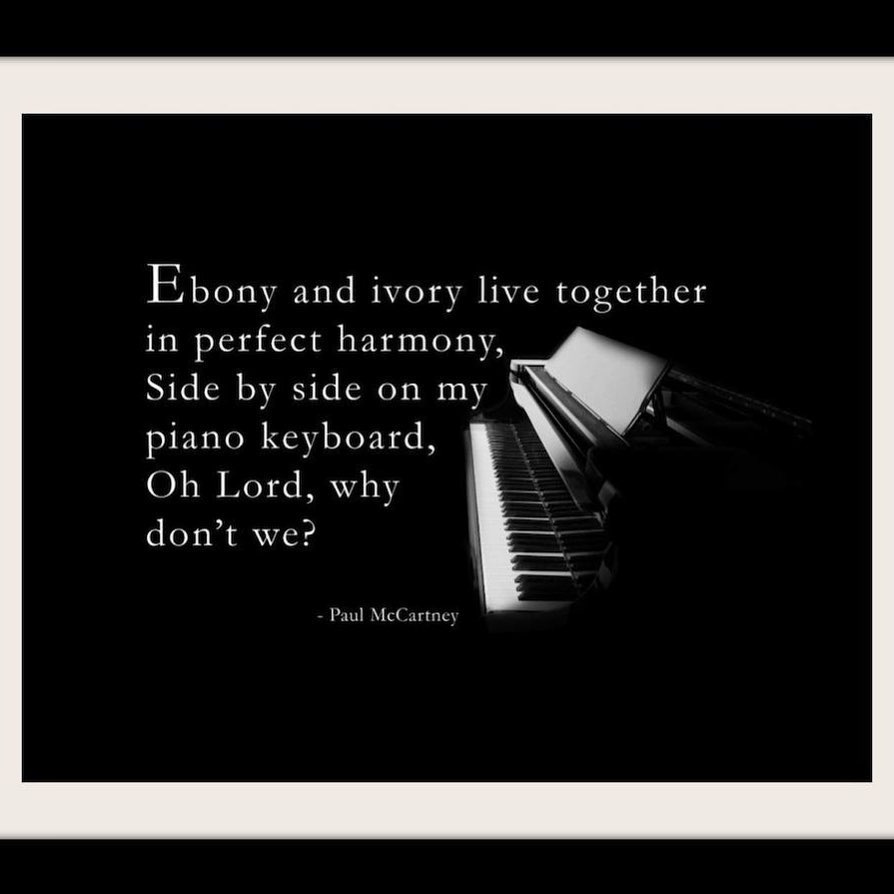 Ebony and ivory live together
in perfect harmony,
Side by side on my
piano keyboard,
Oh Lord, why
don’t we?
- Paul McCartney